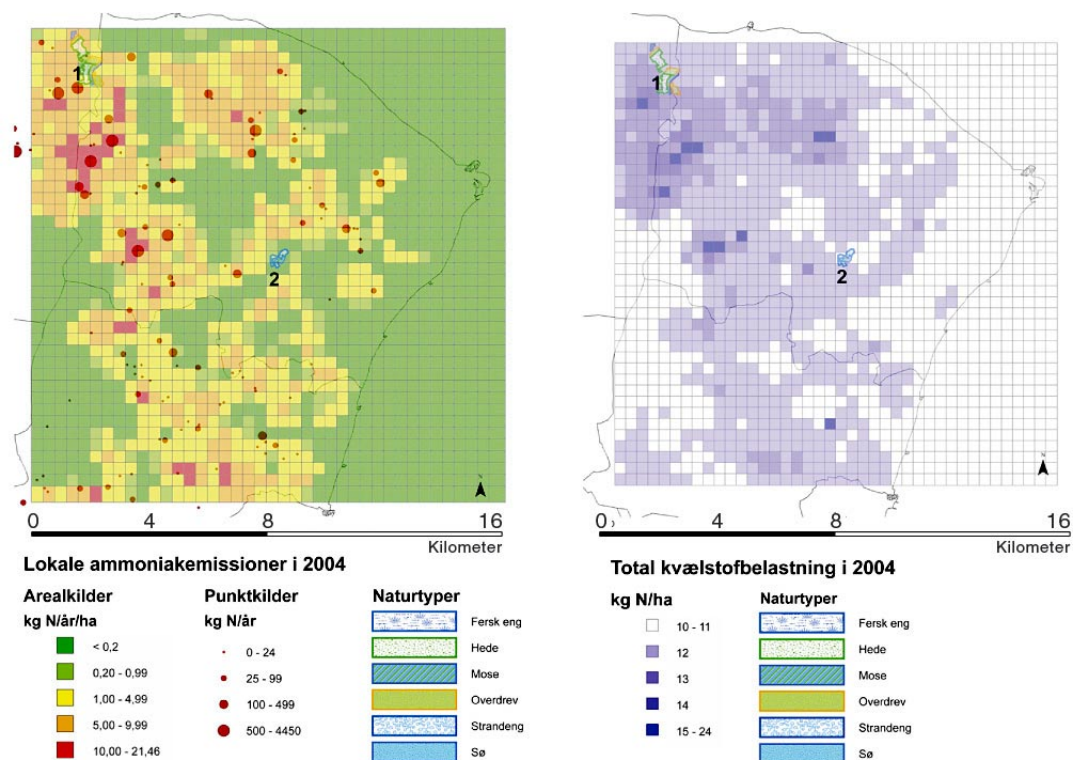 1
2
N
0 4 8 16
Kilometer
Lokale ammoniakemissioner i 2004
Arealkilder
kg N/år/ha
< 0,2
0,20 - 0,99
1,00 - 4,99
5,00 - 9,99
10,00 - 21,46
Punktkilder
kg N/år
0 - 24
25 - 99
100 - 499
500 - 4450
Naturtyper
Fersk eng
Hede
Mose
Overdrev
Strandeng
Sø
1
2
N
0 4 8 16
Kilometer
Total kvælstofbelastning i 2004
kg N/ha
10 - 11
12
13
14
15 - 24
Naturtyper
Fersk eng
Hede
Mose
Overdrev
Strandeng
Sø